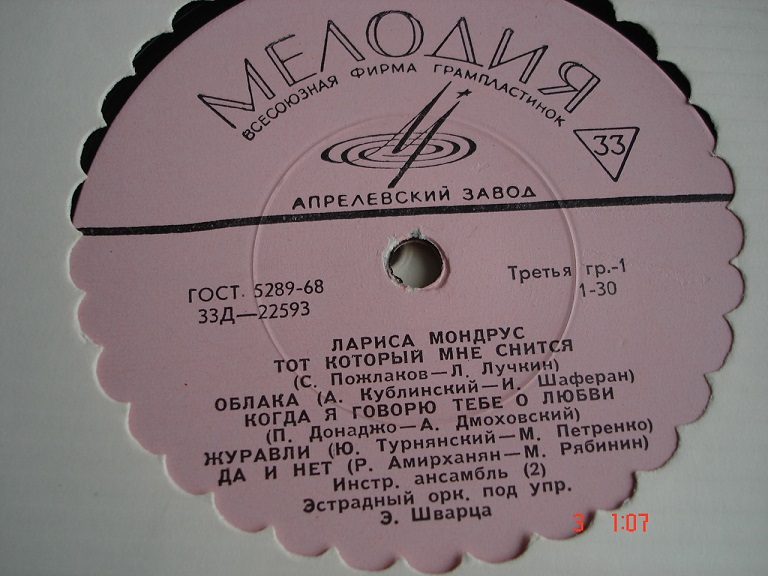 МЕЛОДИЯ
ВСЕСОЮЗНАЯ ФИРМА ГРАМПЛАСТИНОК
33
АПРЕЛЕВСКИЙ ЗАВОД
ГОСТ. 5289-68
Третья гр.-1
33Д—22593
1-30
ЛАРИСА МОНДРУС
ТОТ КОТОРЫЙ МНЕ СНИТСЯ
(С. Пожлаков—Л. Лучкин)
ОБЛАКА (А. Кублинский—И. Шаферан)
КОГДА Я ГОВОРЮ ТЕБЕ О ЛЮБВИ
(П. Донаджо—А. Дмоховский)
ЖУРАВЛИ (Ю. Турнянский—М. Петренко)
ДА И НЕТ (Р. Амирханян—М. Рябинин)
Инстр. ансамбль (2)
Эстрадный орк. под упр.
Э. Шварца
3 1:07